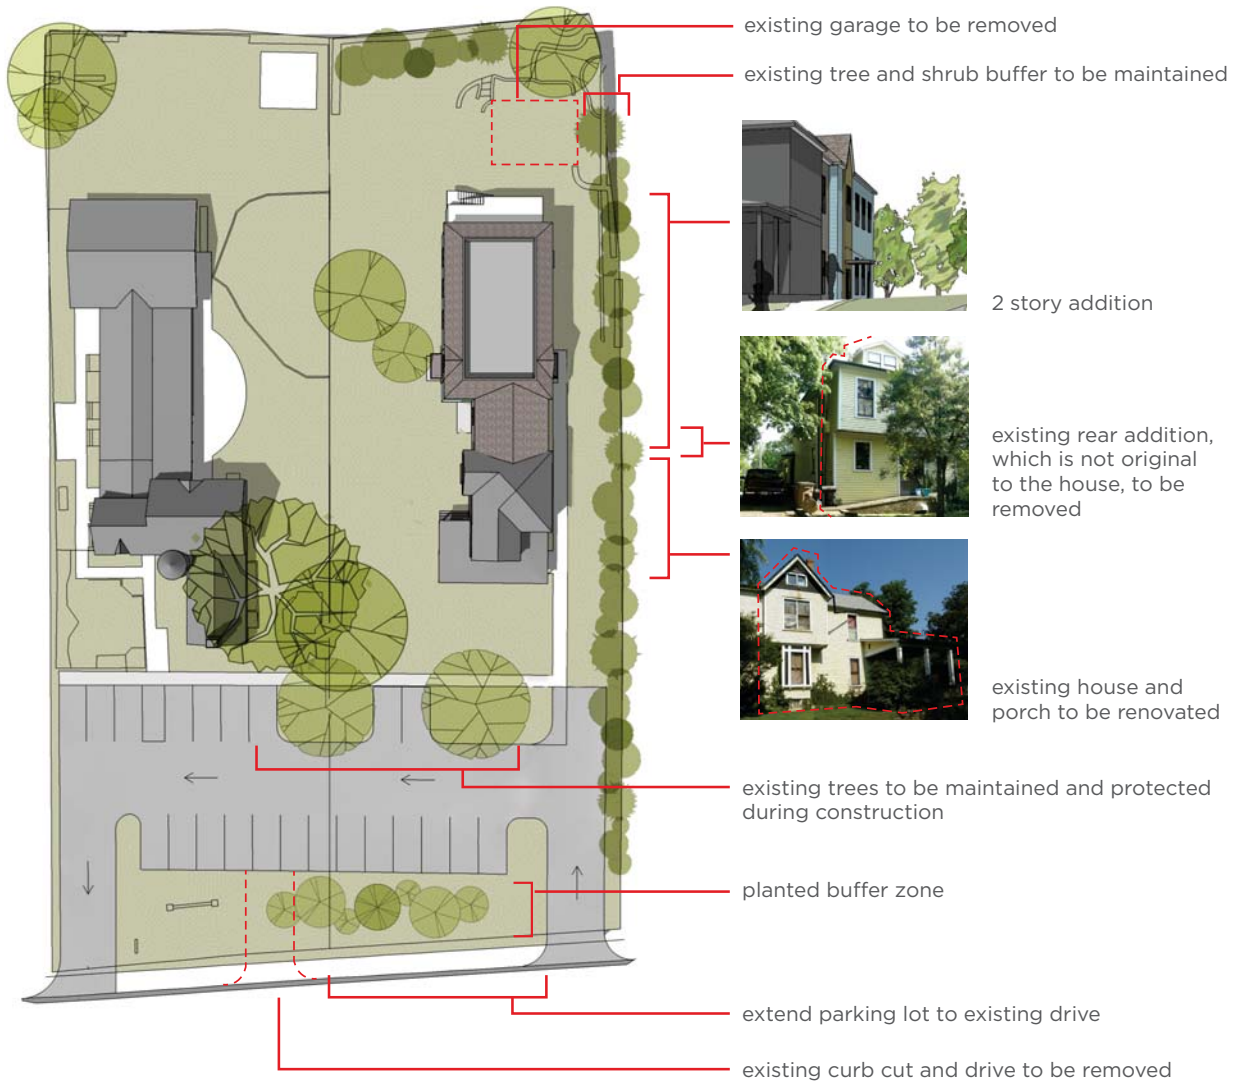 existing garage to be removed
existing tree and shrub buffer to be maintained
2 story addition
existing rear addition,
which is not original
to the house, to be
removed
existing house and
porch to be renovated
existing trees to be maintained and protected
during construction
planted buffer zone
extend parking lot to existing drive
existing curb cut and drive to be removed